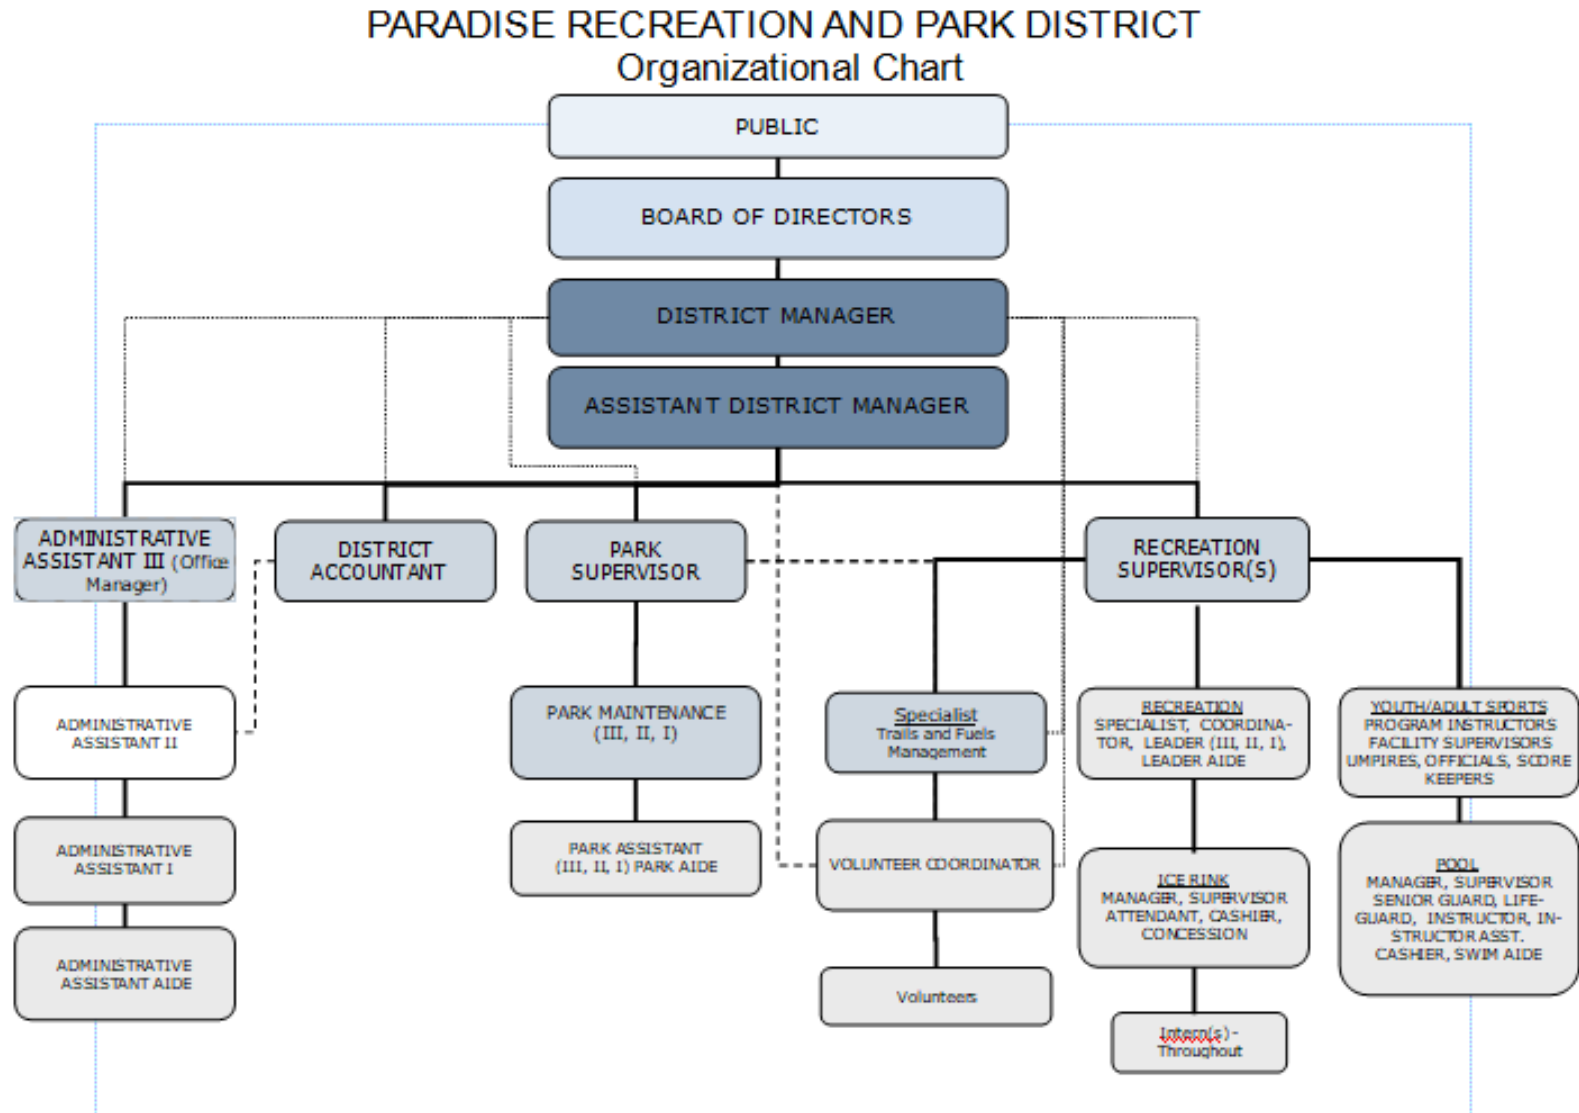 PARADISE RECREATION AND PARK DISTRICT
Organizational Chart
PUBLIC
BOARD OF DIRECTORS
DISTRICT MANAGER
ASSISTANT DISTRICT MANAGER
ADMINISTRATIVE
ASSISTANT III (Office
Manager)
DISTRICT
ACCOUNTANT
PARK
SUPERVISOR
RECREATION
SUPERVISOR(S)
ADMINISTRATIVE
ASSISTANT II
PARK MAINTENANCE
(III, II, I)
Specialist
Trails and Fuels
Management
RECREATION
SPECIALIST, COORDINA-
TOR, LEADER (III, II, I),
LEADER AIDE
YOUTH/ADULT SPORTS
PROGRAM INSTRUCTORS
FACILITY SUPERVISORS
UMPIRES, OFFICIALS, SCORE
KEEPERS
ADMINISTRATIVE
ASSISTANT I
PARK ASSISTANT
(III, II, I) PARK AIDE
VOLUNTEER COORDINATOR
ICE RINK
MANAGER, SUPERVISOR
ATTENDANT, CASHIER,
CONCESSION
POOL
MANAGER, SUPERVISOR
SENIOR GUARD, LIFE-
GUARD, INSTRUCTOR, IN-
STRUCTOR ASST.
CASHIER, SWIM AIDE
ADMINISTRATIVE
ASSISTANT AIDE
Volunteers
Intern(s)-
Throughout